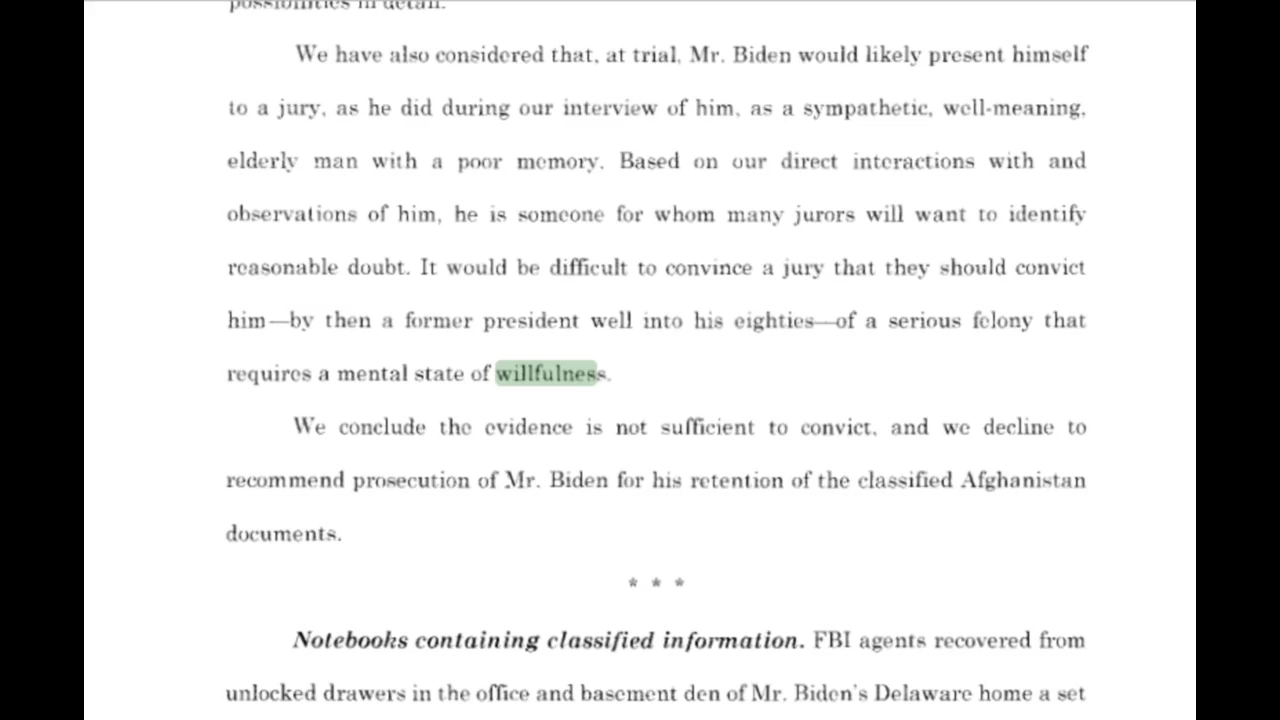 possibilities in detail.
We have also considered that, at trial, Mr. Biden would likely present himself
to a jury, as he did during our interview of him, as a sympathetic, well-meaning,
elderly man with a poor memory. Based on our direct interactions with and
observations of him, he is someone for whom many jurors will want to identify
reasonable doubt. It would be difficult to convince a jury that they should convict
him—by then a former president well into his eighties—of a serious felony that
requires a mental state of willfulness.
We conclude the evidence is not sufficient to convict, and we decline to
recommend prosecution of Mr. Biden for his retention of the classified Afghanistan
documents.
* * *
Notebooks containing classified information. FBI agents recovered from
unlocked drawers in the office and basement den of Mr. Biden's Delaware home a set